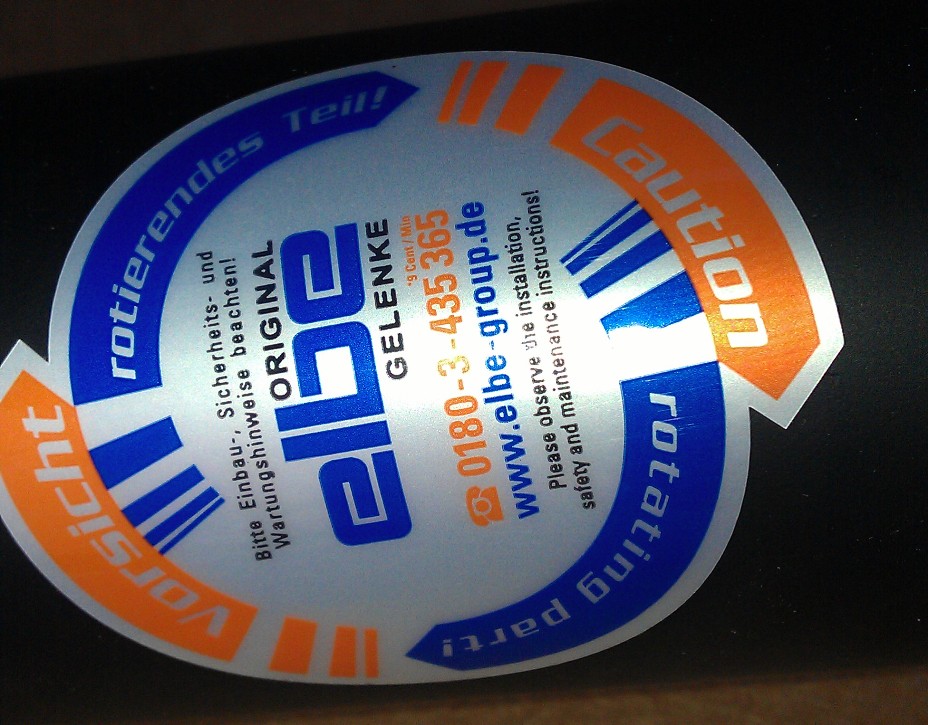 Vorsicht
rotierendes Teil!
Bitte Einbau-, Sicherheits- und
Wartungshinweise beachten!
ORIGINAL
elbe
GELENKE
*9 Cent/Min
0180-3-435 365
www.elbe-group.de
Please observe the installation,
safety and maintenance instructions!
Caution
rotating part!